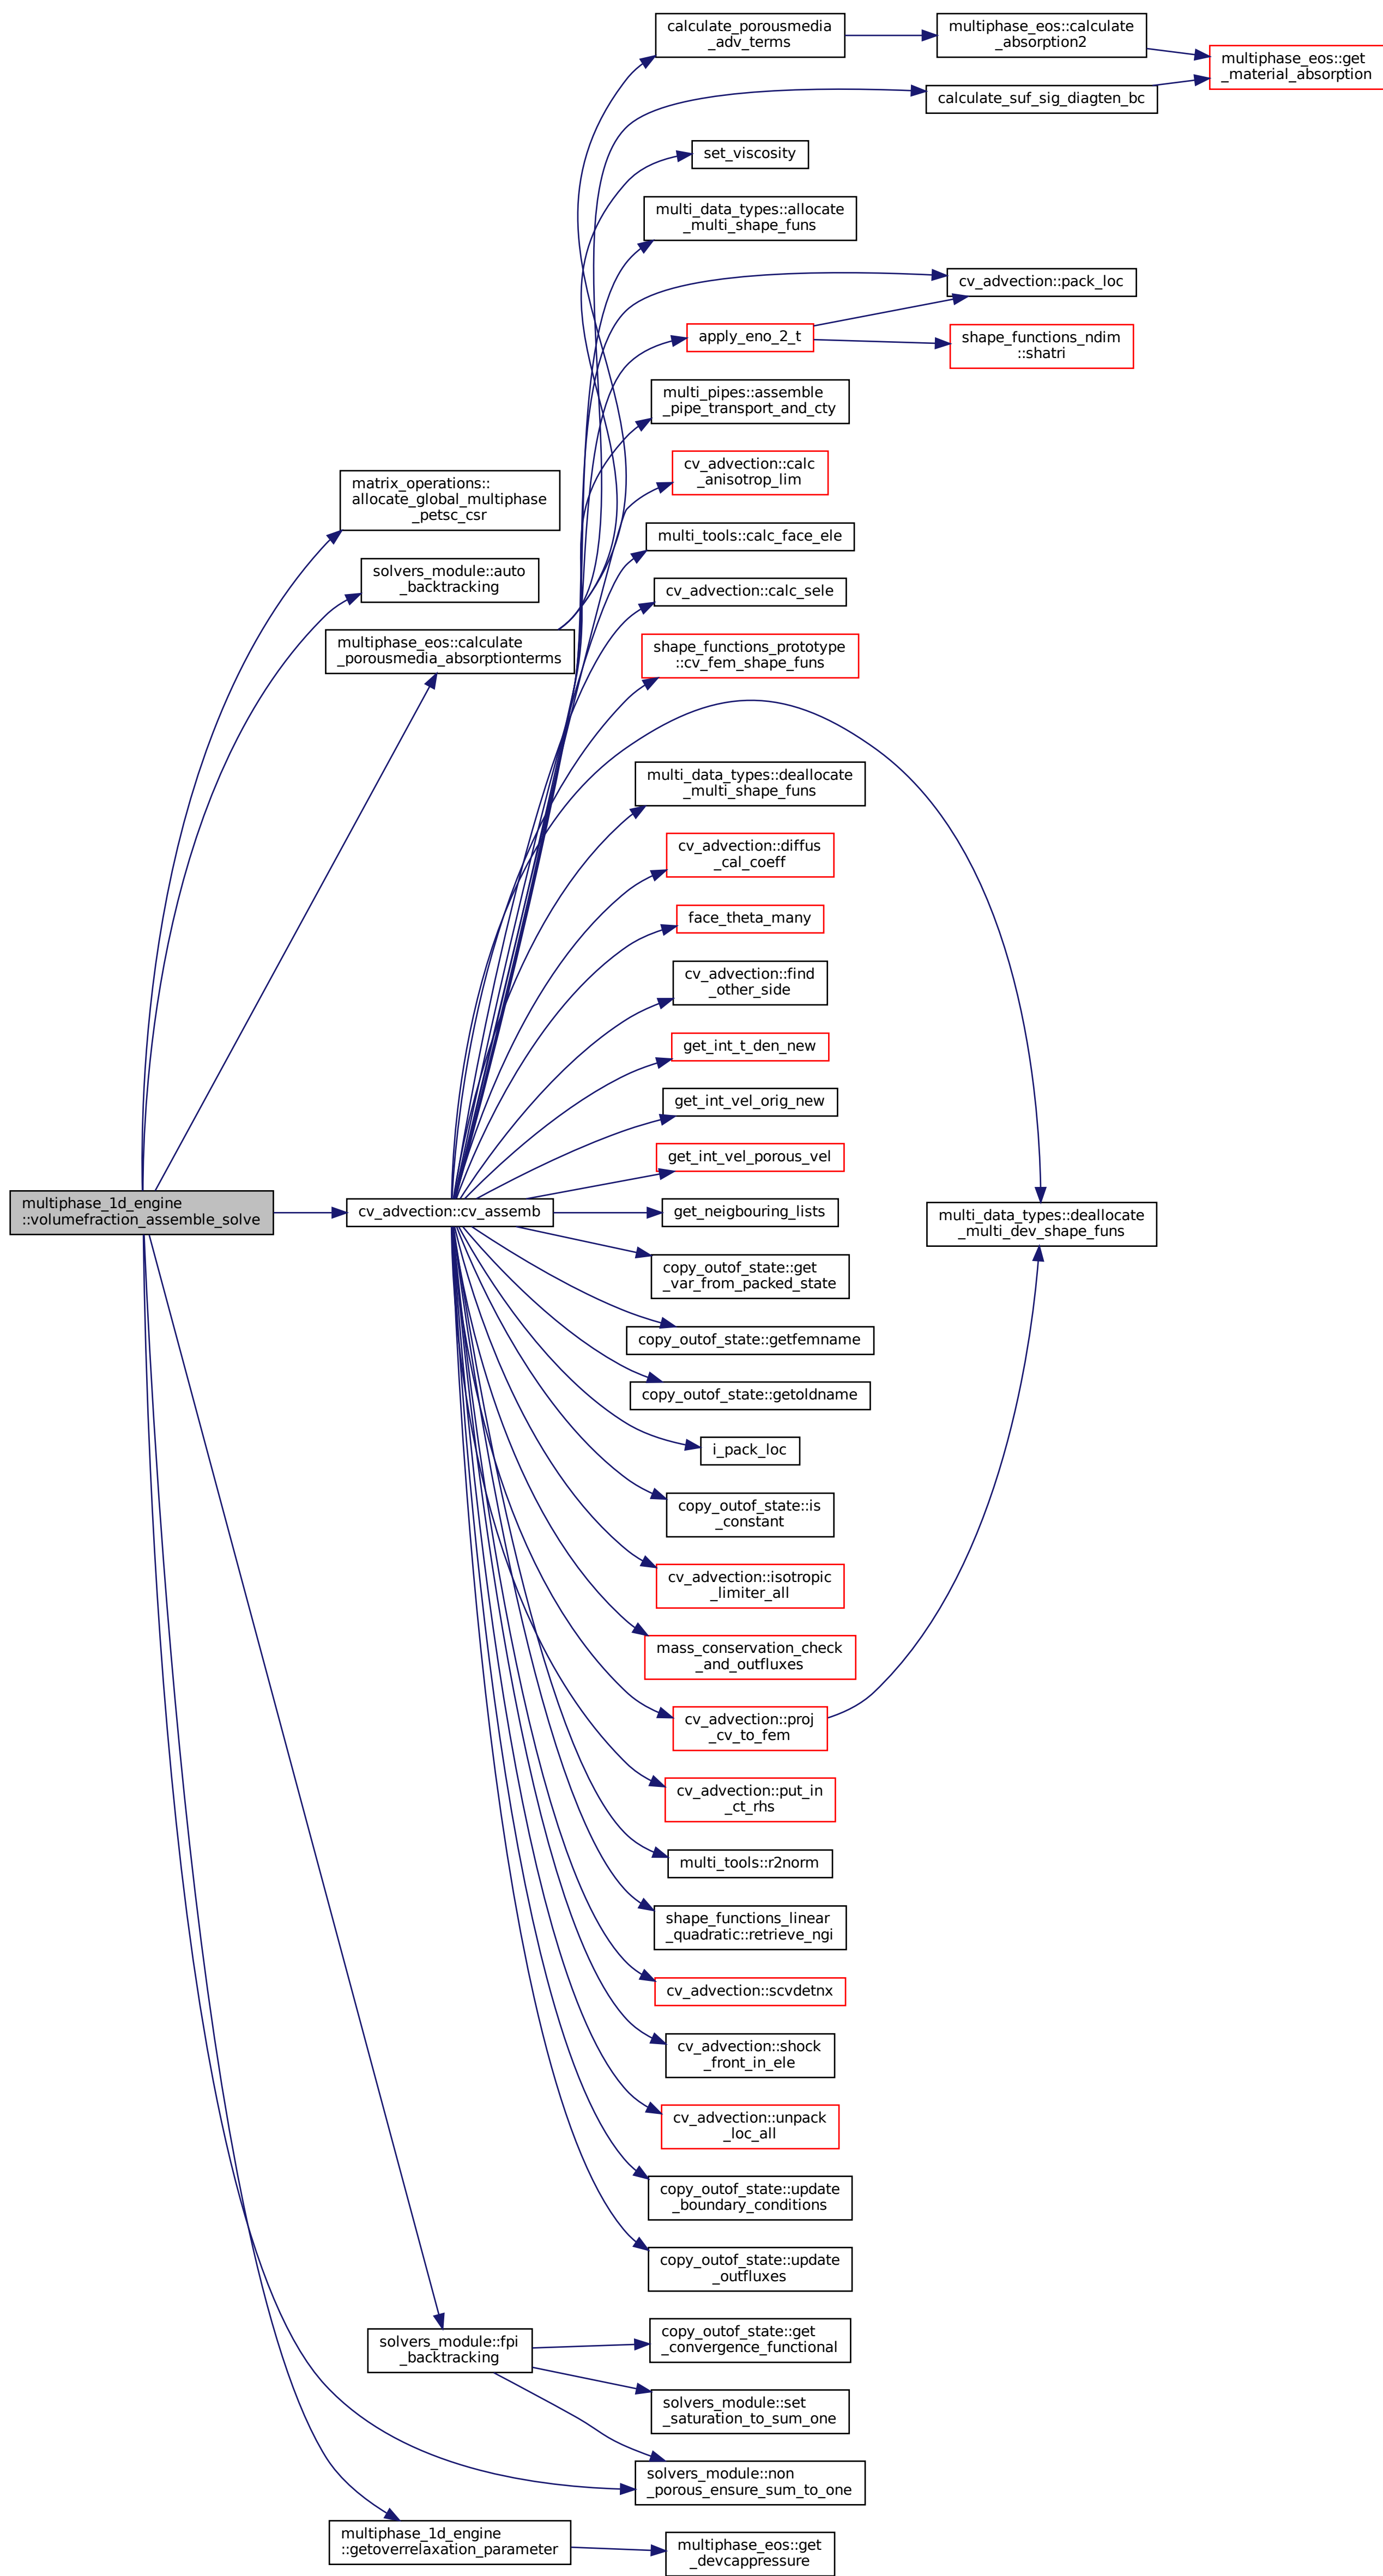 calculate_porousmedia
_adv_terms
multiphase_eos::calculate
_absorption2
multiphase_eos::get
_material_absorption
calculate_suf_sig_diagten_bc
set_viscosity
multi_data_types::allocate
_multi_shape_funs
cv_advection::pack_loc
apply_eno_2_t
shape_functions_ndim
::shatri
multi_pipes::assemble
_pipe_transport_and_cty
cv_advection::calc
_anisotrop_lim
matrix_operations::
allocate_global_multiphase
_petsc_csr
multi_tools::calc_face_ele
solvers_module::auto
_backtracking
cv_advection::calc_sele
multiphase_eos::calculate
_porousmedia_absorptionterms
shape_functions_prototype
::cv_fem_shape_funs
multi_data_types::deallocate
_multi_shape_funs
cv_advection::diffus
_cal_coeff
face_theta_many
cv_advection::find
_other_side
get_int_t_den_new
get_int_vel_orig_new
get_int_vel_porous_vel
multiphase_1d_engine
::volumefraction_assemble_solve
cv_advection::cv_assemb
get_neigbouring_lists
multi_data_types::deallocate
_multi_dev_shape_funs
copy_outof_state::get
_var_from_packed_state
copy_outof_state::getfemname
copy_outof_state::getoldname
i_pack_loc
copy_outof_state::is
_constant
cv_advection::isotropic
_limiter_all
mass_conservation_check
_and_outfluxes
cv_advection::proj
_cv_to_fem
cv_advection::put_in
_ct_rhs
multi_tools::r2norm
shape_functions_linear
_quadratic::retrieve_ngi
cv_advection::scvdetnx
cv_advection::shock
_front_in_ele
cv_advection::unpack
_loc_all
copy_outof_state::update
_boundary_conditions
copy_outof_state::update
_outfluxes
solvers_module::fpi
_backtracking
copy_outof_state::get
_convergence_functional
solvers_module::set
_saturation_to_sum_one
solvers_module::non
_porous_ensure_sum_to_one
multiphase_1d_engine
::getoverrelaxation_parameter
multiphase_eos::get
_devcappressure